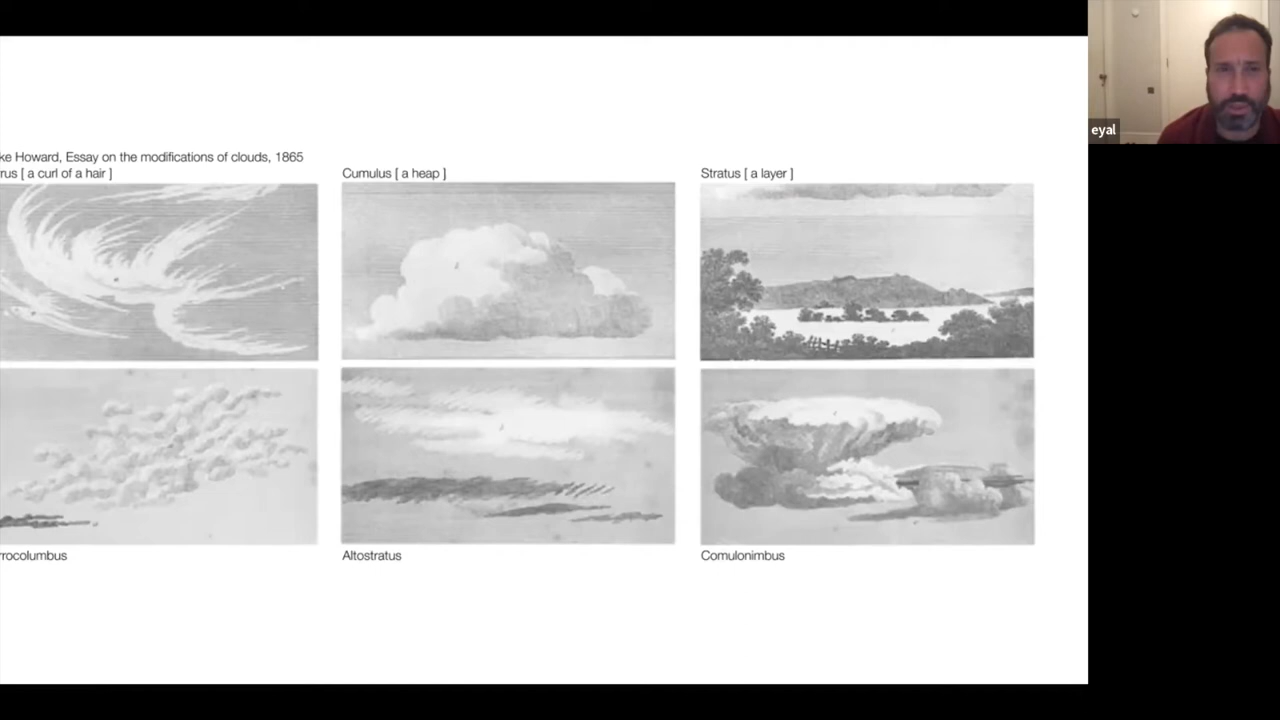 ke Howard, Essay on the modifications of clouds, 1865
rus [ a curl of a hair ]
Cumulus [ a heap ]
Stratus [ a layer ]
rocolumbus
Altostratus
Comulonimbus
eyal